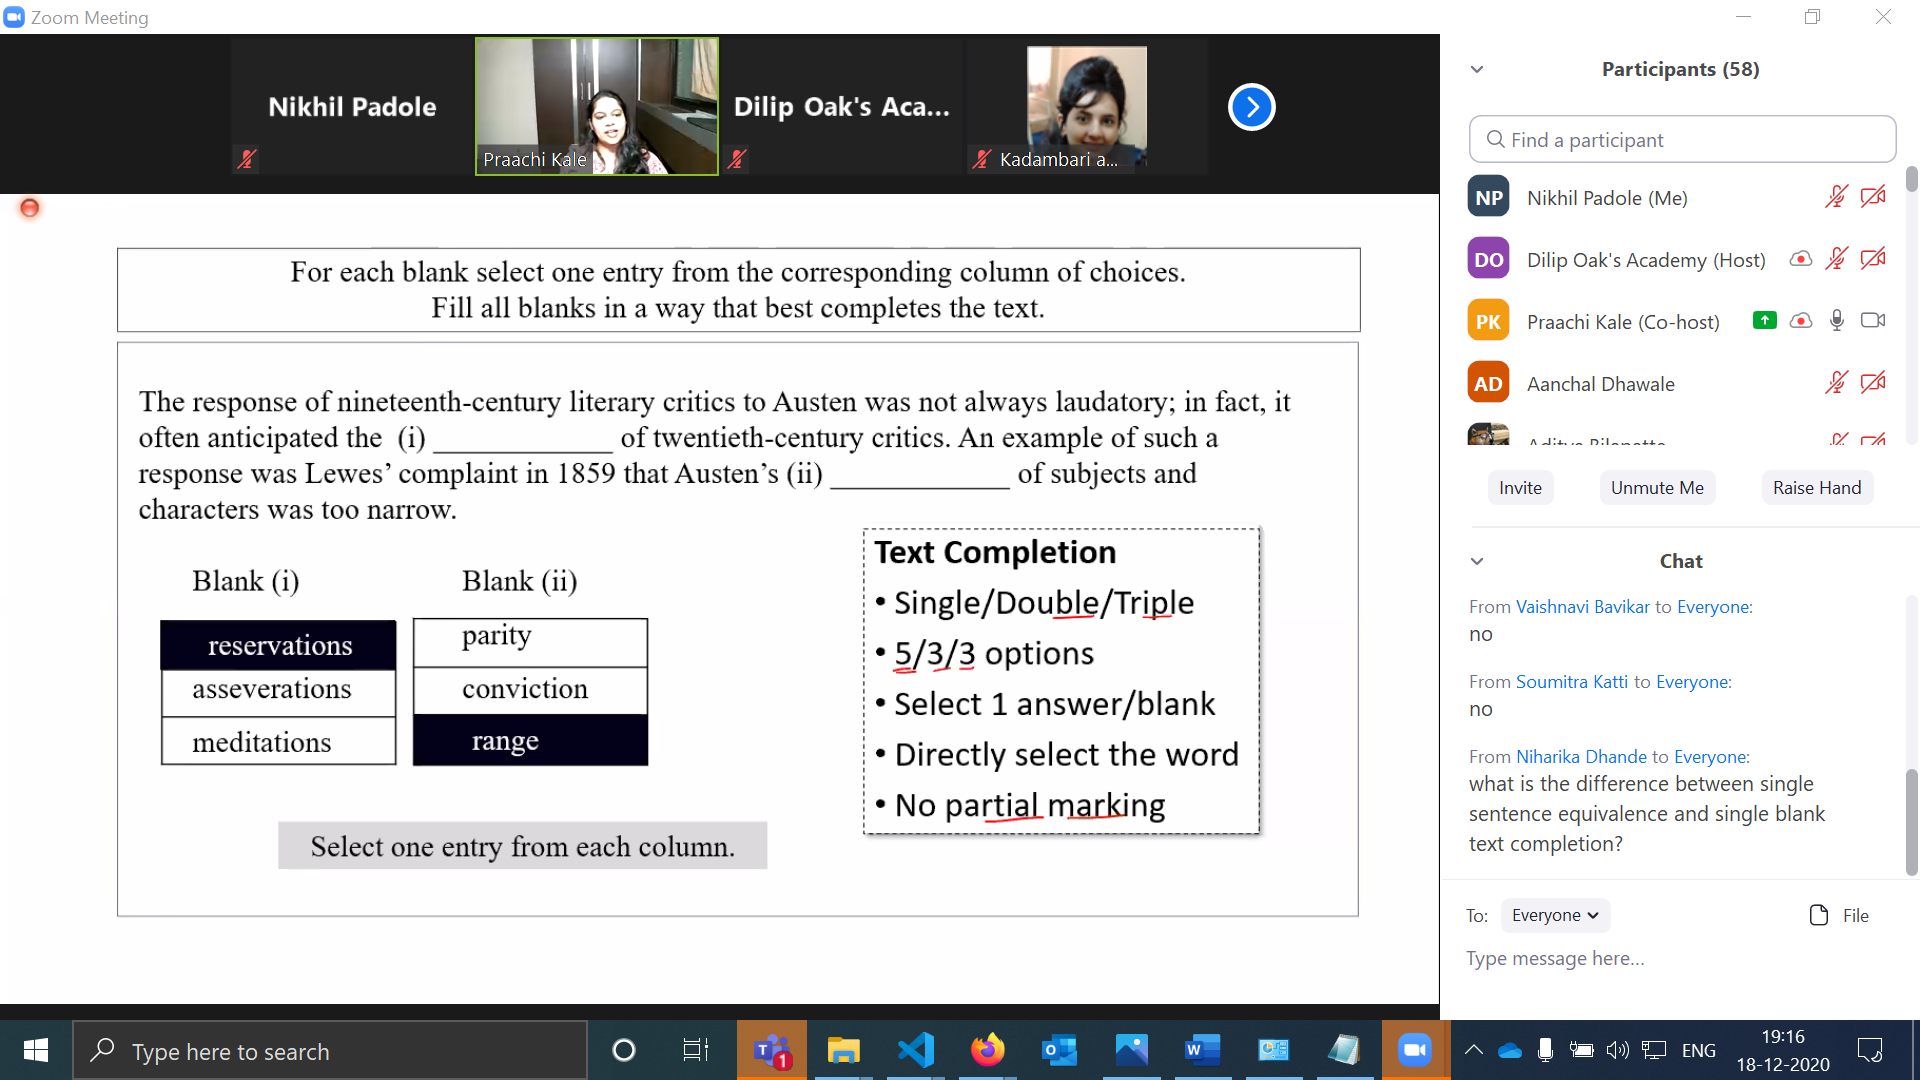 Zoom Meeting
Nikhil Padole
Praachi Kale
Dilip Oak's Aca...
Kadambari a...
For each blank select one entry from the corresponding column of choices.
Fill all blanks in a way that best completes the text.
The response of nineteenth-century literary critics to Austen was not always laudatory; in fact, it
often anticipated the (i) ____________ of twentieth-century critics. An example of such a
response was Lewes’ complaint in 1859 that Austen’s (ii) ____________ of subjects and
characters was too narrow.
Blank (i)
Blank (ii)
reservations
asseverations
meditations
parity
conviction
range
Select one entry from each column.
Text Completion
• Single/Double/Triple
• 5/3/3 options
• Select 1 answer/blank
• Directly select the word
• No partial marking
Participants (58)
Find a participant
NP Nikhil Padole (Me)
DO Dilip Oak's Academy (Host)
PK Praachi Kale (Co-host)
AD Aanchal Dhawale
Invite
Unmute Me
Raise Hand
Chat
From Vaishnavi Bavikar to Everyone:
no
From Soumitra Katti to Everyone:
no
From Niharika Dhande to Everyone:
what is the difference between single
sentence equivalence and single blank
text completion?
To: Everyone
File
Type message here...
Type here to search
1
ENG
19:16
18-12-2020